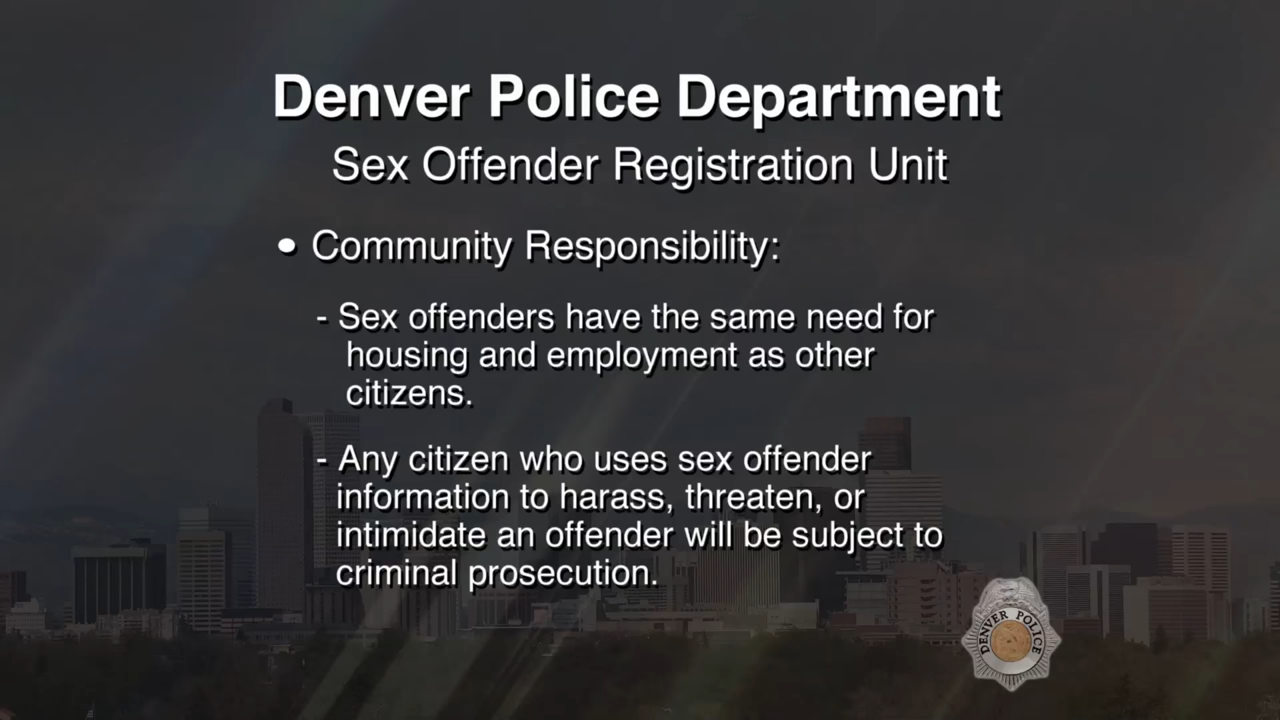 Denver Police Department
Sex Offender Registration Unit
• Community Responsibility:
- Sex offenders have the same need for
housing and employment as other
citizens.
- Any citizen who uses sex offender
information to harass, threaten, or
intimidate an offender will be subject to
criminal prosecution.
DENVER POLICE